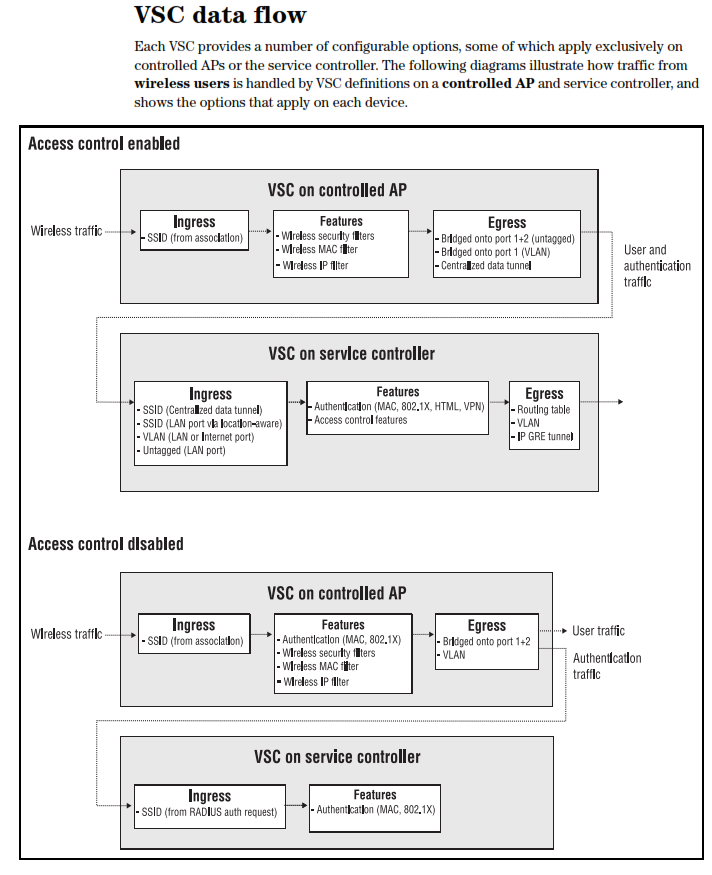 VSC data flow
Each VSC provides a number of configurable options, some of which apply exclusively on
controlled APs or the service controller. The following diagrams illustrate how traffic from
wireless users is handled by VSC definitions on a controlled AP and service controller, and
shows the options that apply on each device.
Access control enabled
VSC on controlled AP
Wireless traffic
Ingress
- SSID (from association)
Features
- Wireless security filters
- Wireless MAC filter
- Wireless IP filter
Egress
- Bridged onto port 1+2 (untagged)
- Bridged onto port 1 (VLAN)
- Centralized data tunnel
User and
authentication
traffic
VSC on service controller
Ingress
- SSID (Centralized data tunnel)
- SSID (LAN port via location-aware)
- VLAN (LAN or Internet port)
- Untagged (LAN port)
Features
- Authentication (MAC, 802.1X, HTML, VPN)
- Access control features
Egress
- Routing table
- VLAN
- IP GRE tunnel
Access control disabled
VSC on controlled AP
Wireless traffic
Ingress
- SSID (from association)
Features
- Authentication (MAC, 802.1X)
- Wireless security filters
- Wireless MAC filter
- Wireless IP filter
Egress
- Bridged onto port 1+2
- VLAN
User traffic
Authentication
traffic
VSC on service controller
Ingress
- SSID (from RADIUS auth request)
Features
- Authentication (MAC, 802.1X)